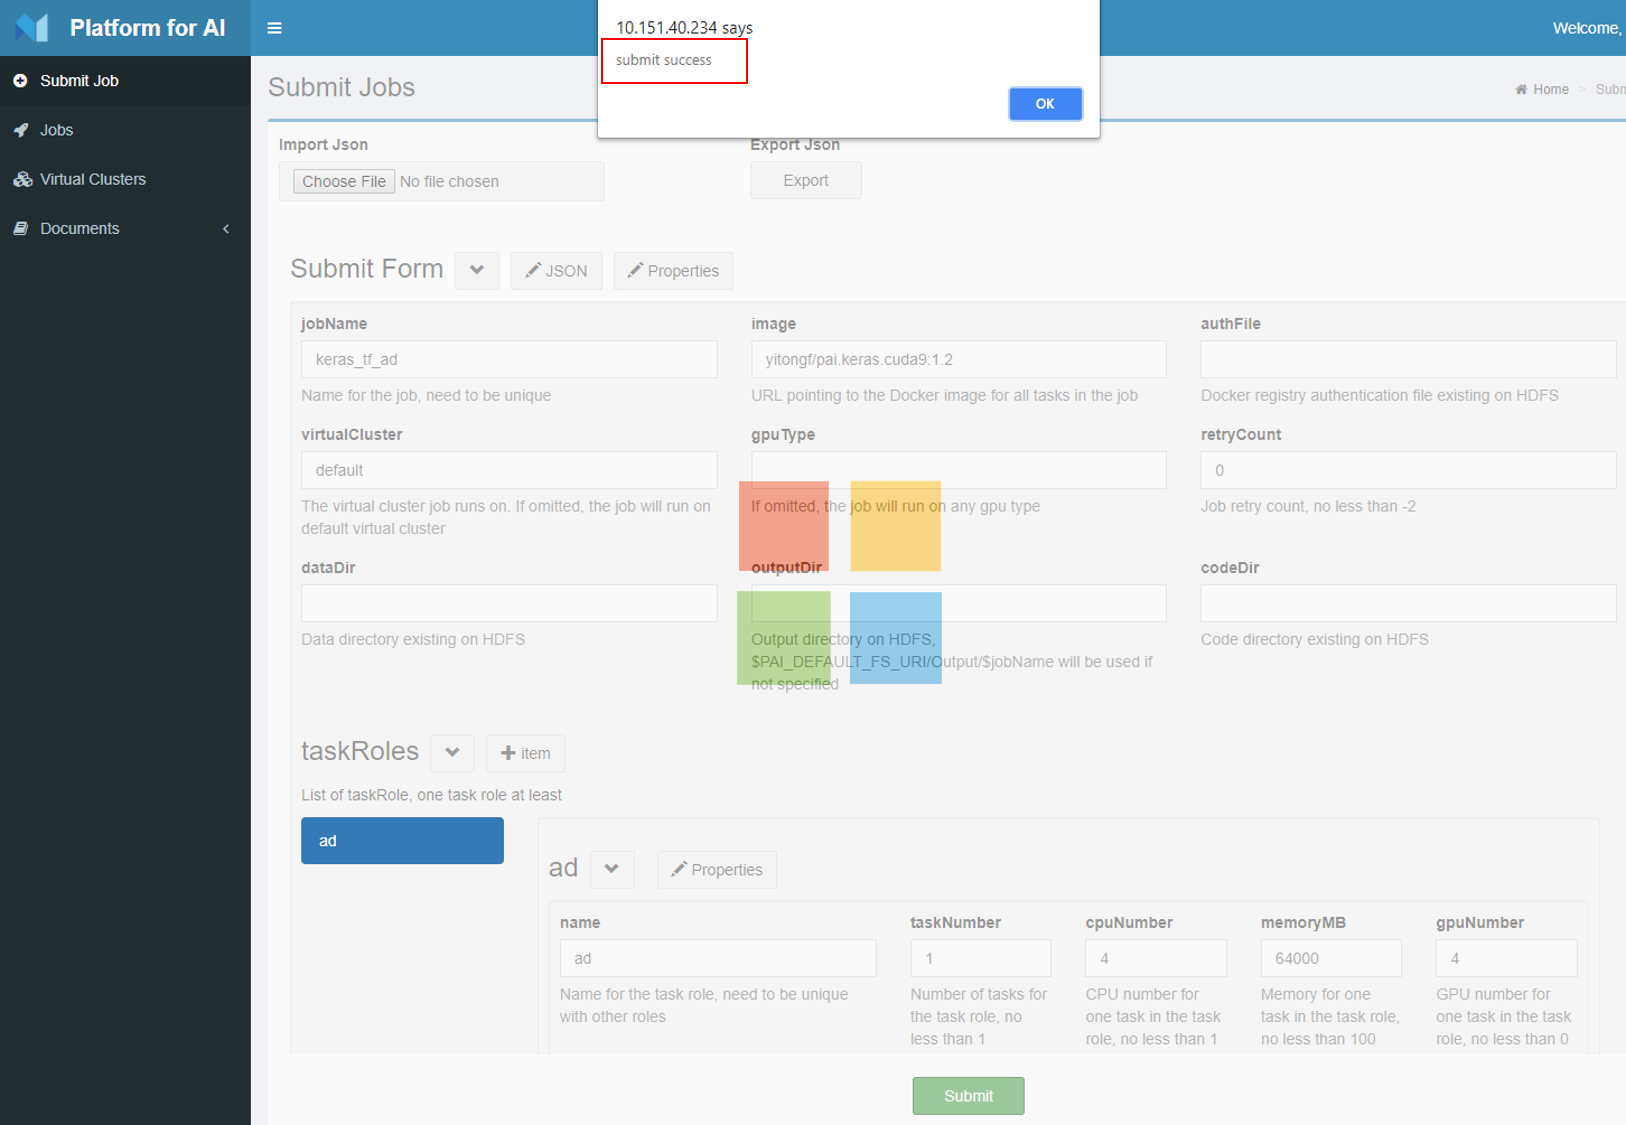 Platform for AI
Welcome,
10.151.40.234 says
submit success
OK
Submit Job
Jobs
Virtual Clusters
Documents
Submit Jobs
Home > Subm
Import Json
Choose File No file chosen
Export Json
Export
Submit Form
JSON
Properties
jobName
image
authFile
keras_tf_ad
yitongf/pai.keras.cuda9:1.2
Name for the job, need to be unique
URL pointing to the Docker image for all tasks in the job
Docker registry authentication file existing on HDFS
virtualCluster
gpuType
retryCount
default
0
The virtual cluster job runs on. If omitted, the job will run on
default virtual cluster
If omitted, the job will run on any gpu type
Job retry count, no less than -2
dataDir
outputDir
codeDir
Data directory existing on HDFS
Output directory on HDFS,
$PAI_DEFAULT_FS_URI/Output/$jobName will be used if
not specified
Code directory existing on HDFS
taskRoles
item
List of taskRole, one task role at least
ad
ad
Properties
name
taskNumber
cpuNumber
memoryMB
gpuNumber
ad
1
4
64000
4
Name for the task role, need to be unique
with other roles
Number of tasks for
the task role, no
less than 1
CPU number for
one task in the task
role, no less than 1
Memory for one
task in the task role,
no less than 100
GPU number for
one task in the task
role, no less than 0
Submit